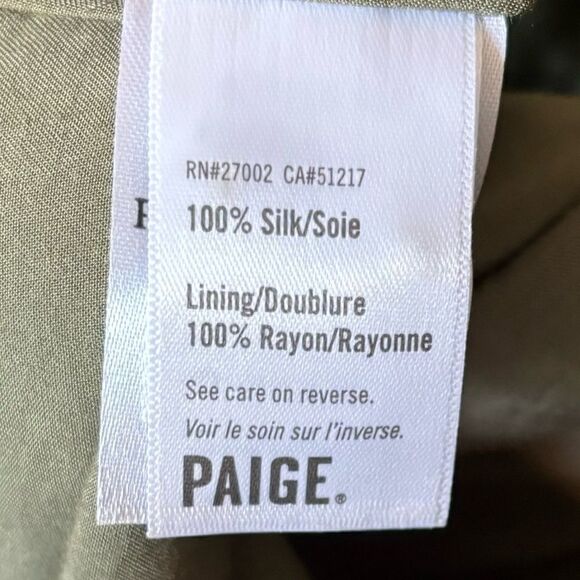 RN#27002 CA#51217
100% Silk/Soie
Lining/Doublure
100% Rayon/Rayonne
See care on reverse.
Voir le soin sur l'inverse.
PAIGE®